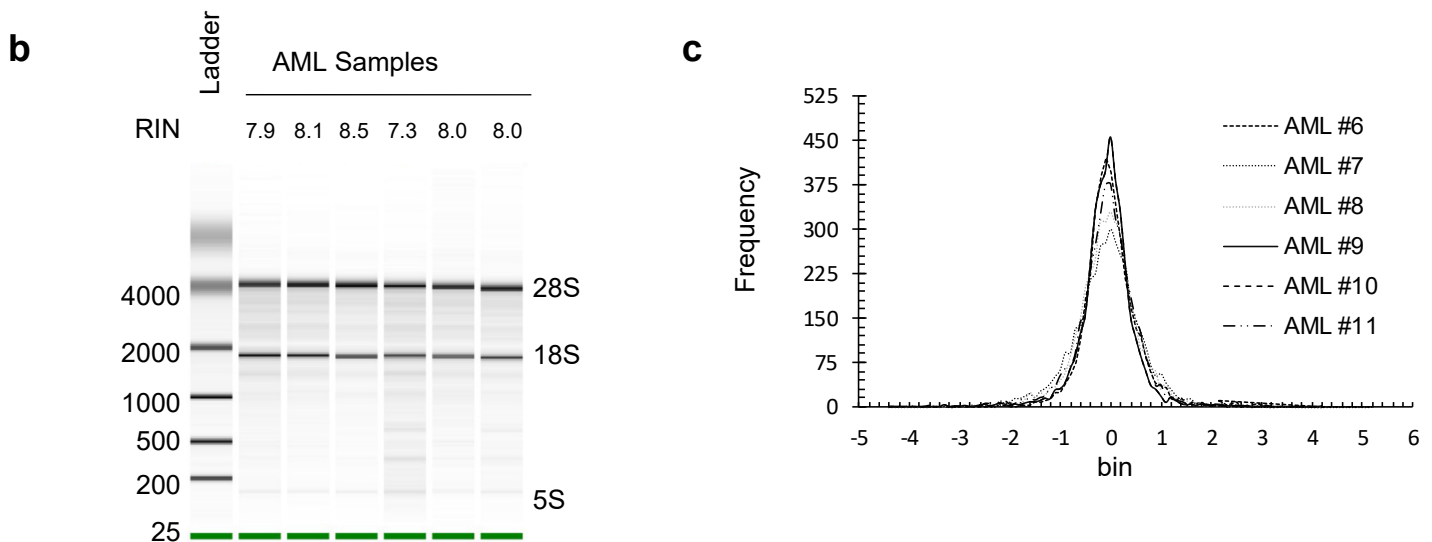 b
Ladder
AML Samples
RIN 7.9 8.1 8.5 7.3 8.0 8.0
4000
2000
1000
500
200
25
28S
18S
5S
c
Frequency
525
450
375
300
225
150
75
0
-5 -4 -3 -2 -1 0 1 2 3 4 5 6
bin
AML #6
AML #7
AML #8
AML #9
AML #10
AML #11